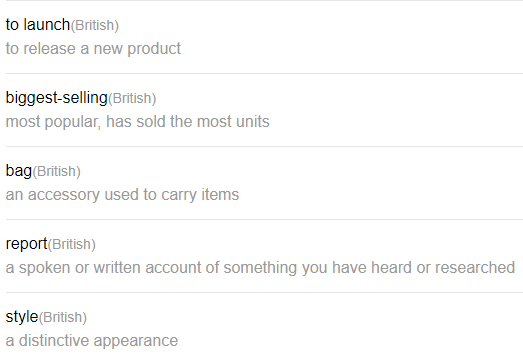 to launch(British)
to release a new product
biggest-selling(British)
most popular, has sold the most units
bag(British)
an accessory used to carry items
report(British)
a spoken or written account of something you have heard or researched
style(British)
a distinctive appearance